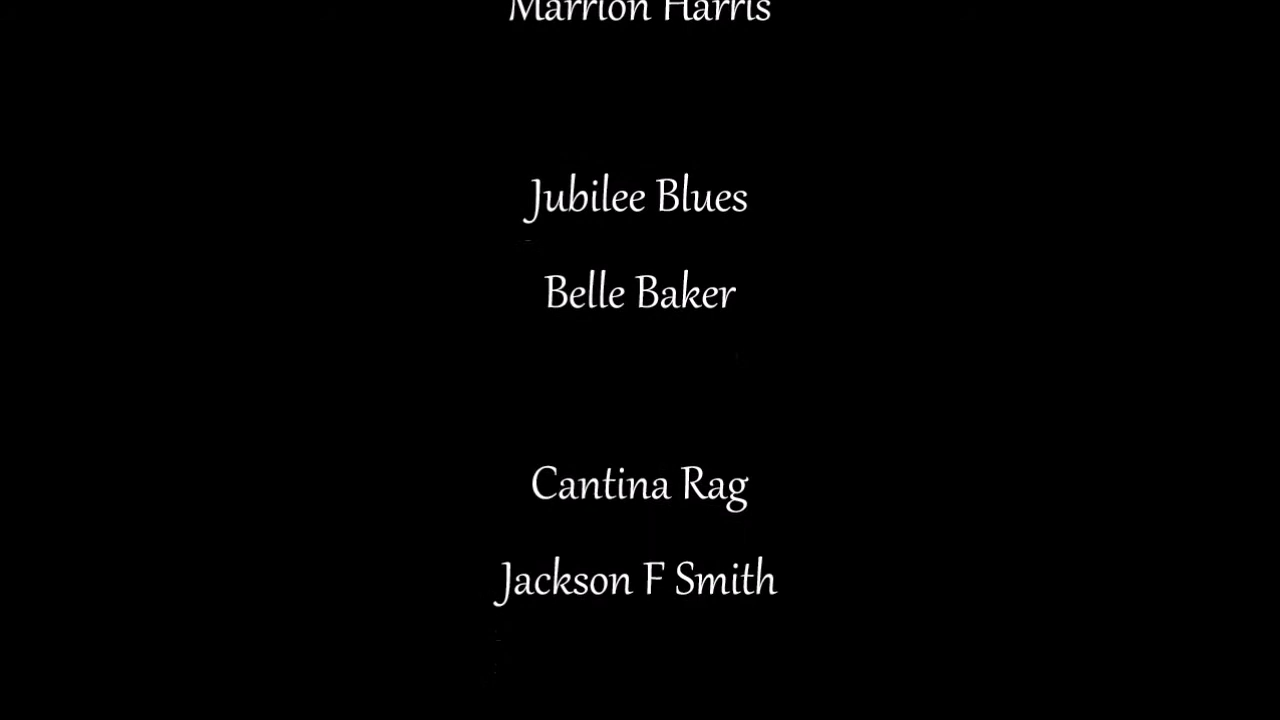 Marrion Harris
Jubilee Blues
Belle Baker
Cantina Rag
Jackson F Smith